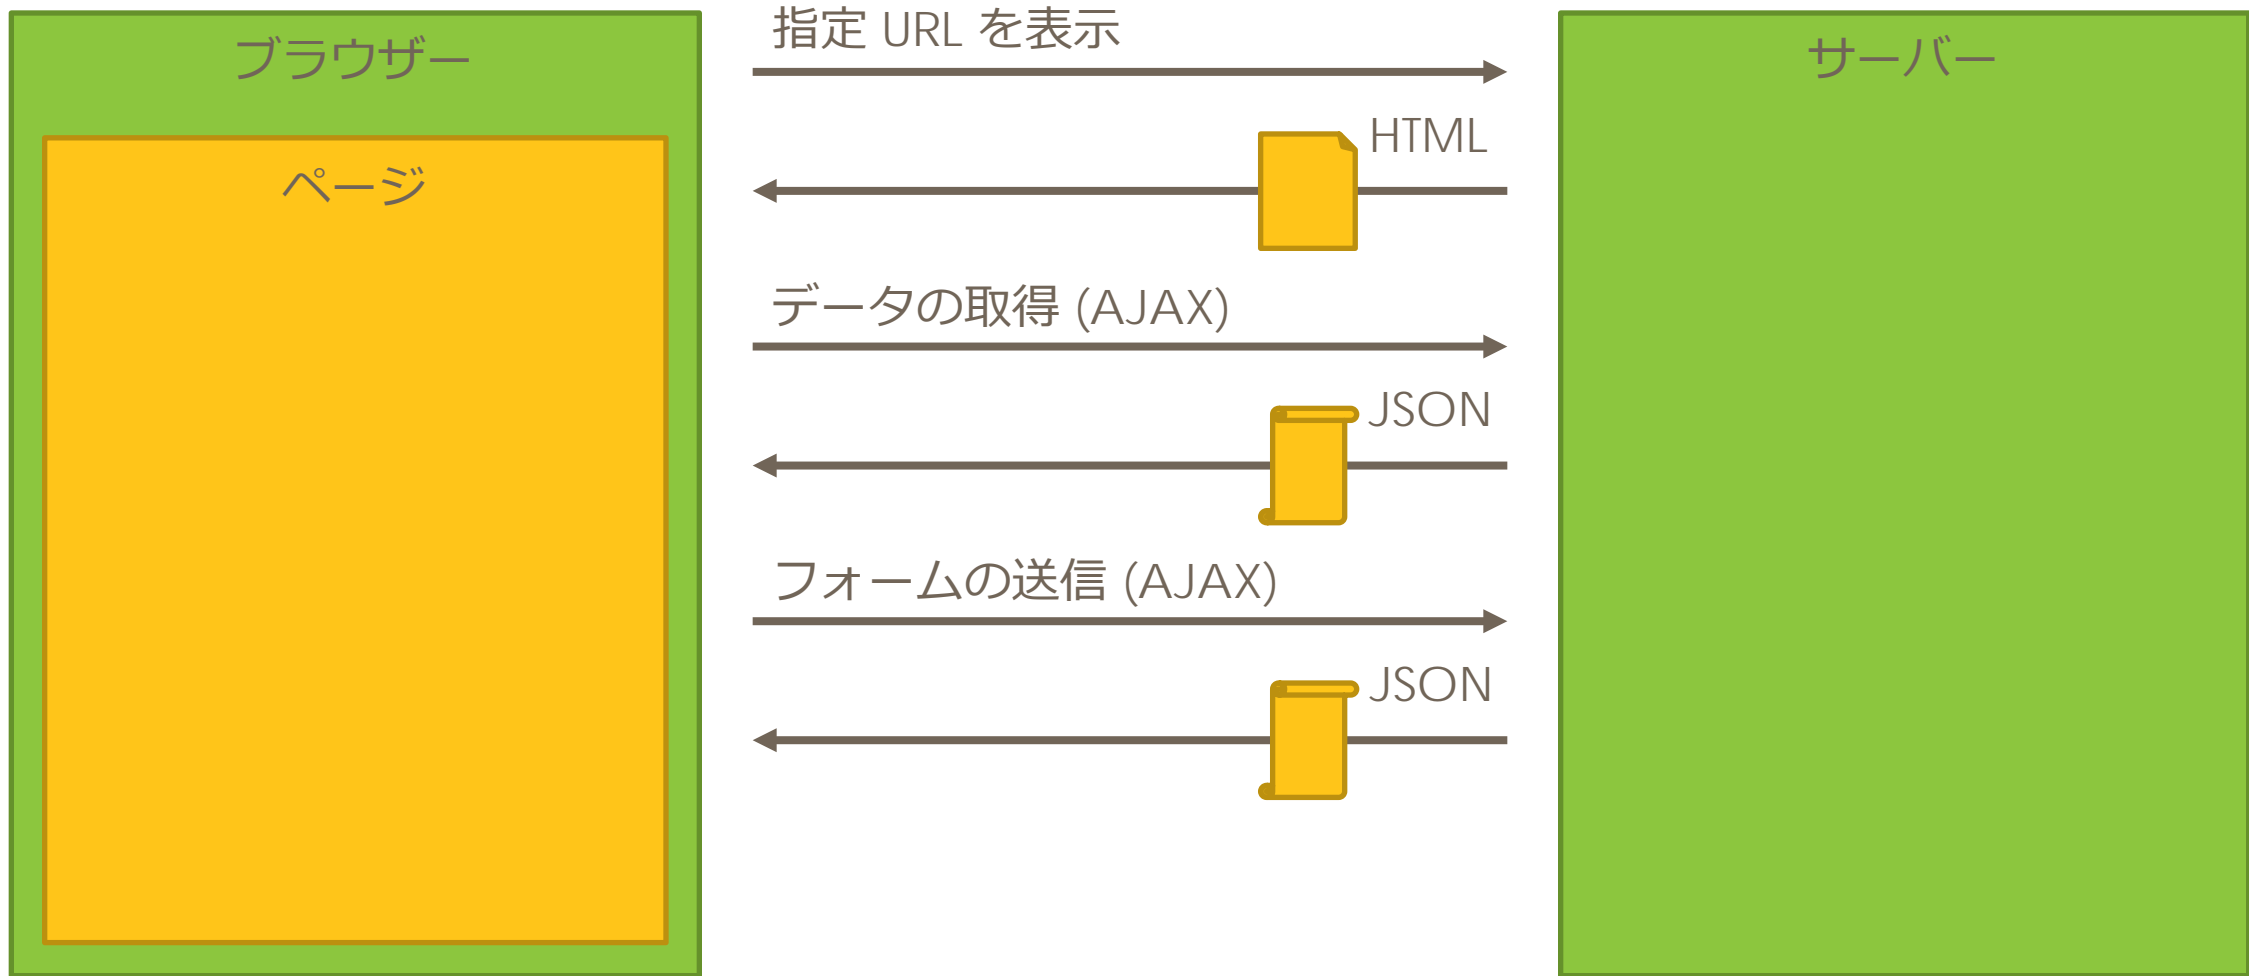 ブラウザー
ページ
指定 URL を表示
HTML
データの取得 (AJAX)
JSON
フォームの送信 (AJAX)
JSON
サーバー